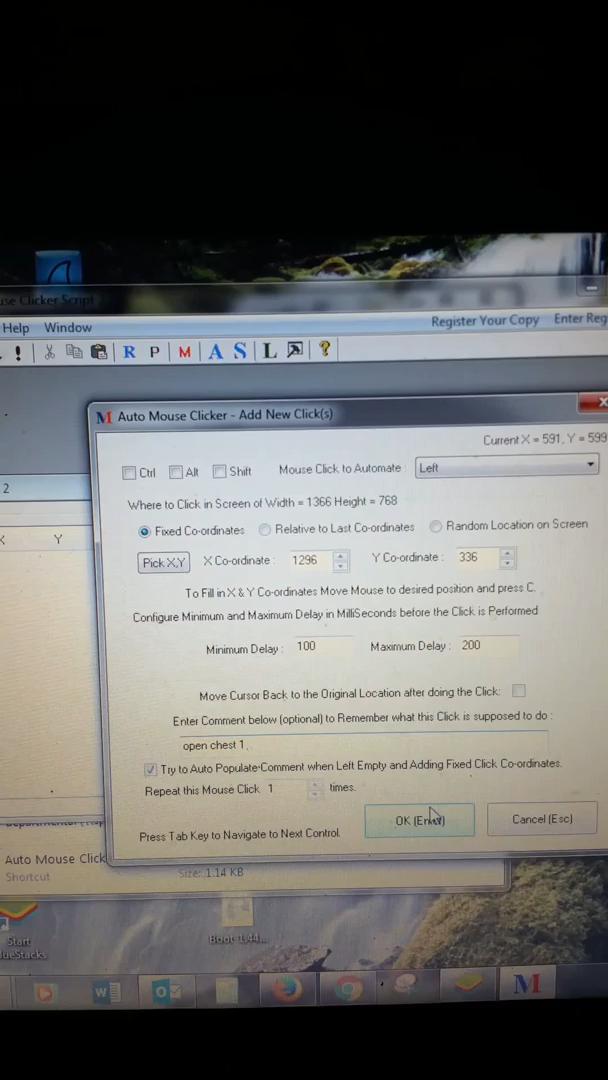 use Clicker Script
Help Window
Register Your Copy Enter Reg
R P M A S L ?
M Auto Mouse Clicker - Add New Click(s)
Current X = 591, Y = 599
Ctrl Alt Shift Mouse Click to Automate Left
2
Where to Click in Screen of Width = 1366 Height = 768
Fixed Co-ordinates Relative to Last Co-ordinates Random Location on Screen
X Y
Pick X,Y X Co-ordinate : 1296 Y Co-ordinate : 336
To Fill in X & Y Co-ordinates Move Mouse to desired position and press C.
Configure Minimum and Maximum Delay in MilliSeconds before the Click is Performed
Minimum Delay : 100 Maximum Delay : 200
Move Cursor Back to the Original Location after doing the Click:
Enter Comment below (optional) to Remember what this Click is supposed to do :
open chest 1
Try to Auto Populate Comment when Left Empty and Adding Fixed Click Co-ordinates.
Repeat this Mouse Click 1 times.
OK (Enter) Cancel (Esc)
Press Tab Key to Navigate to Next Control.
Auto Mouse Click
Shortcut Size: 1.14 KB
Start
lueStacks
Boot 1.44...
M